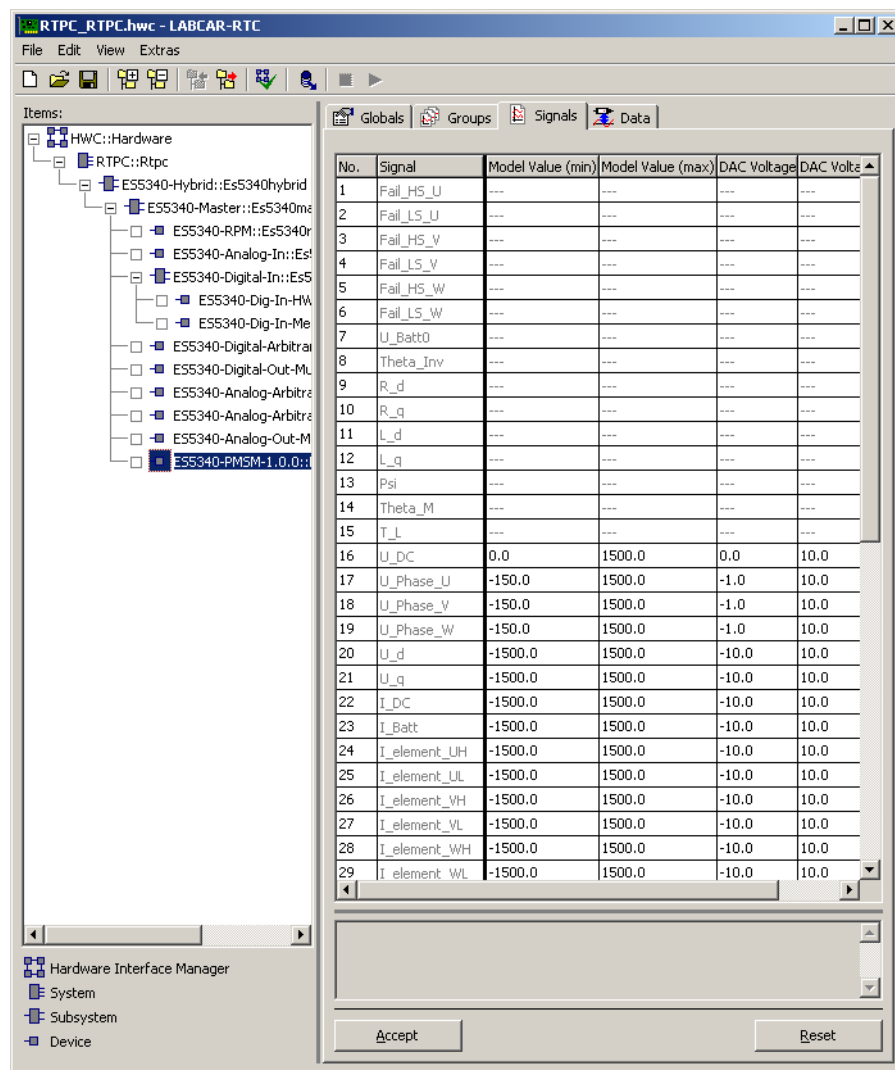 RTPC_RTPC.hwc - LABCAR-RTC
File Edit View Extras
Items:
HWC::Hardware
RTPC::Rtpc
ES5340-Hybrid::Es5340hybrid
ES5340-Master::Es5340ma
ES5340-RPM::Es5340r
ES5340-Analog-In::Es5
ES5340-Digital-In::Es5
ES5340-Dig-In-HW
ES5340-Dig-In-Me
ES5340-Digital-Arbitrar
ES5340-Digital-Out-Mu
ES5340-Analog-Arbitra
ES5340-Analog-Arbitra
ES5340-Analog-Out-M
ES5340-PMSM-1.0.0::
Hardware Interface Manager
System
Subsystem
Device
Globals Groups Signals Data
No. Signal Model Value (min) Model Value (max) DAC Voltage DAC Volta
1 Fail_HS_U --- --- --- ---
2 Fail_LS_U --- --- --- ---
3 Fail_HS_V --- --- --- ---
4 Fail_LS_V --- --- --- ---
5 Fail_HS_W --- --- --- ---
6 Fail_LS_W --- --- --- ---
7 U_Batt0 --- --- --- ---
8 Theta_Inv --- --- --- ---
9 R_d --- --- --- ---
10 R_q --- --- --- ---
11 L_d --- --- --- ---
12 L_q --- --- --- ---
13 Psi --- --- --- ---
14 Theta_M --- --- --- ---
15 T_L --- --- --- ---
16 U_DC 0.0 1500.0 0.0 10.0
17 U_Phase_U -150.0 1500.0 -1.0 10.0
18 U_Phase_V -150.0 1500.0 -1.0 10.0
19 U_Phase_W -150.0 1500.0 -1.0 10.0
20 U_d -1500.0 1500.0 -10.0 10.0
21 U_q -1500.0 1500.0 -10.0 10.0
22 I_DC -1500.0 1500.0 -10.0 10.0
23 I_Batt -1500.0 1500.0 -10.0 10.0
24 I_element_UH -1500.0 1500.0 -10.0 10.0
25 I_element_UL -1500.0 1500.0 -10.0 10.0
26 I_element_VH -1500.0 1500.0 -10.0 10.0
27 I_element_VL -1500.0 1500.0 -10.0 10.0
28 I_element_WH -1500.0 1500.0 -10.0 10.0
29 I_element_WL -1500.0 1500.0 -10.0 10.0
Accept Reset